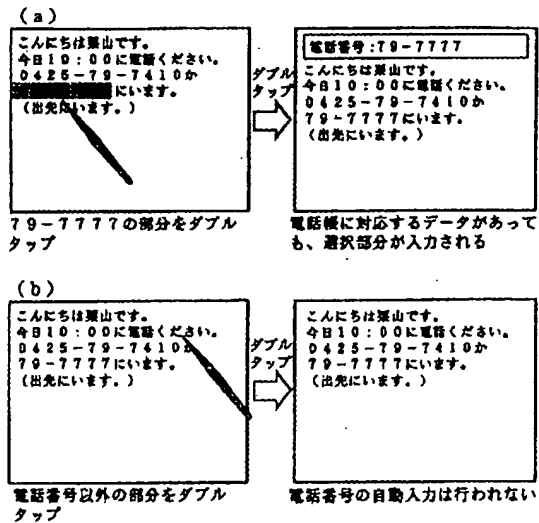 (a)
こんにちは山です。
今日10:00に電話ください。
0425-79-7410か
にいます。
(出先にいます。)
79-7777の部分をダブル
タップ
ダブル
タップ
電話番号:79-7777
こんにちは山です。
今日10:00に電話ください。
0425-79-7410か
79-7777にいます。
(出先にいます。)
電話帳に対応するデータがあって
も、選択部分が入力される
(b)
こんにちは山です。
今日10:00に電話ください。
0425-79-7410か
79-7777にいます。
(出先にいます。)
電話番号以外の部分をダブル
タップ
ダブル
タップ
こんにちは山です。
今日10:00に電話ください。
0425-79-7410か
79-7777にいます。
(出先にいます。)
電話番号の自動入力は行われない